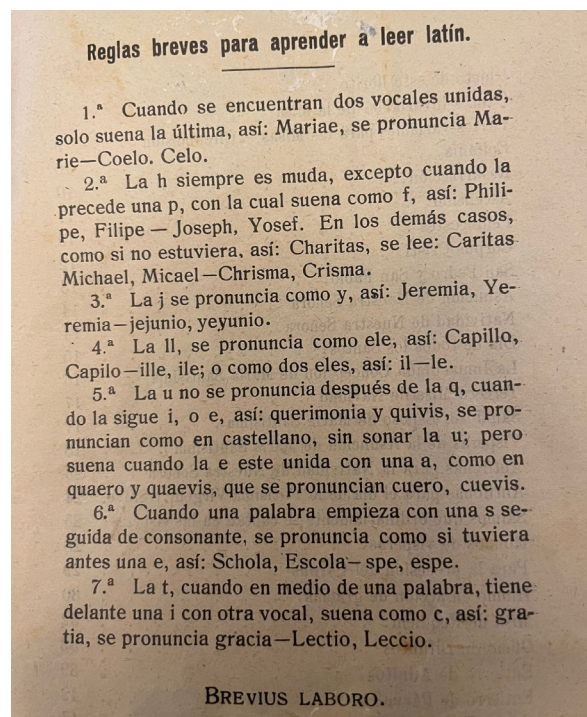 Reglas breves para aprender a leer latín.
1.ª Cuando se encuentran dos vocales unidas,
solo suena la última, así: Mariae, se pronuncia Ma-
rie—Coelo. Celo.
2.ª La h siempre es muda, excepto cuando la
precede una p, con la cual suena como f, así: Phili-
pe, Filipe — Joseph, Yosef. En los demás casos,
como si no estuviera, así: Charitas, se lee: Caritas
Michael, Micael—Chrisma, Crisma.
3.ª La j se pronuncia como y, así: Jeremia, Ye-
remia—jejunio, yeyunio.
4.ª La ll, se pronuncia como ele, así: Capillo,
Capilo—ille, ile; o como dos eles, así: il—le.
5.ª La u no se pronuncia después de la q, cuan-
do la sigue i, o e, así: querimonia y quivis, se pro-
nuncian como en castellano, sin sonar la u; pero
suena cuando la e este unida con una a, como en
quaero y quaevis, que se pronuncian cuero, cuevis.
6.ª Cuando una palabra empieza con una s se-
guida de consonante, se pronuncia como si tuviera
antes una e, así: Schola, Escola— spe, espe.
7.ª La t, cuando en medio de una palabra, tiene
delante una i con otra vocal, suena como c, así: gra-
tia, se pronuncia gracia—Lectio, Leccio.
BREVIUS LABORO.